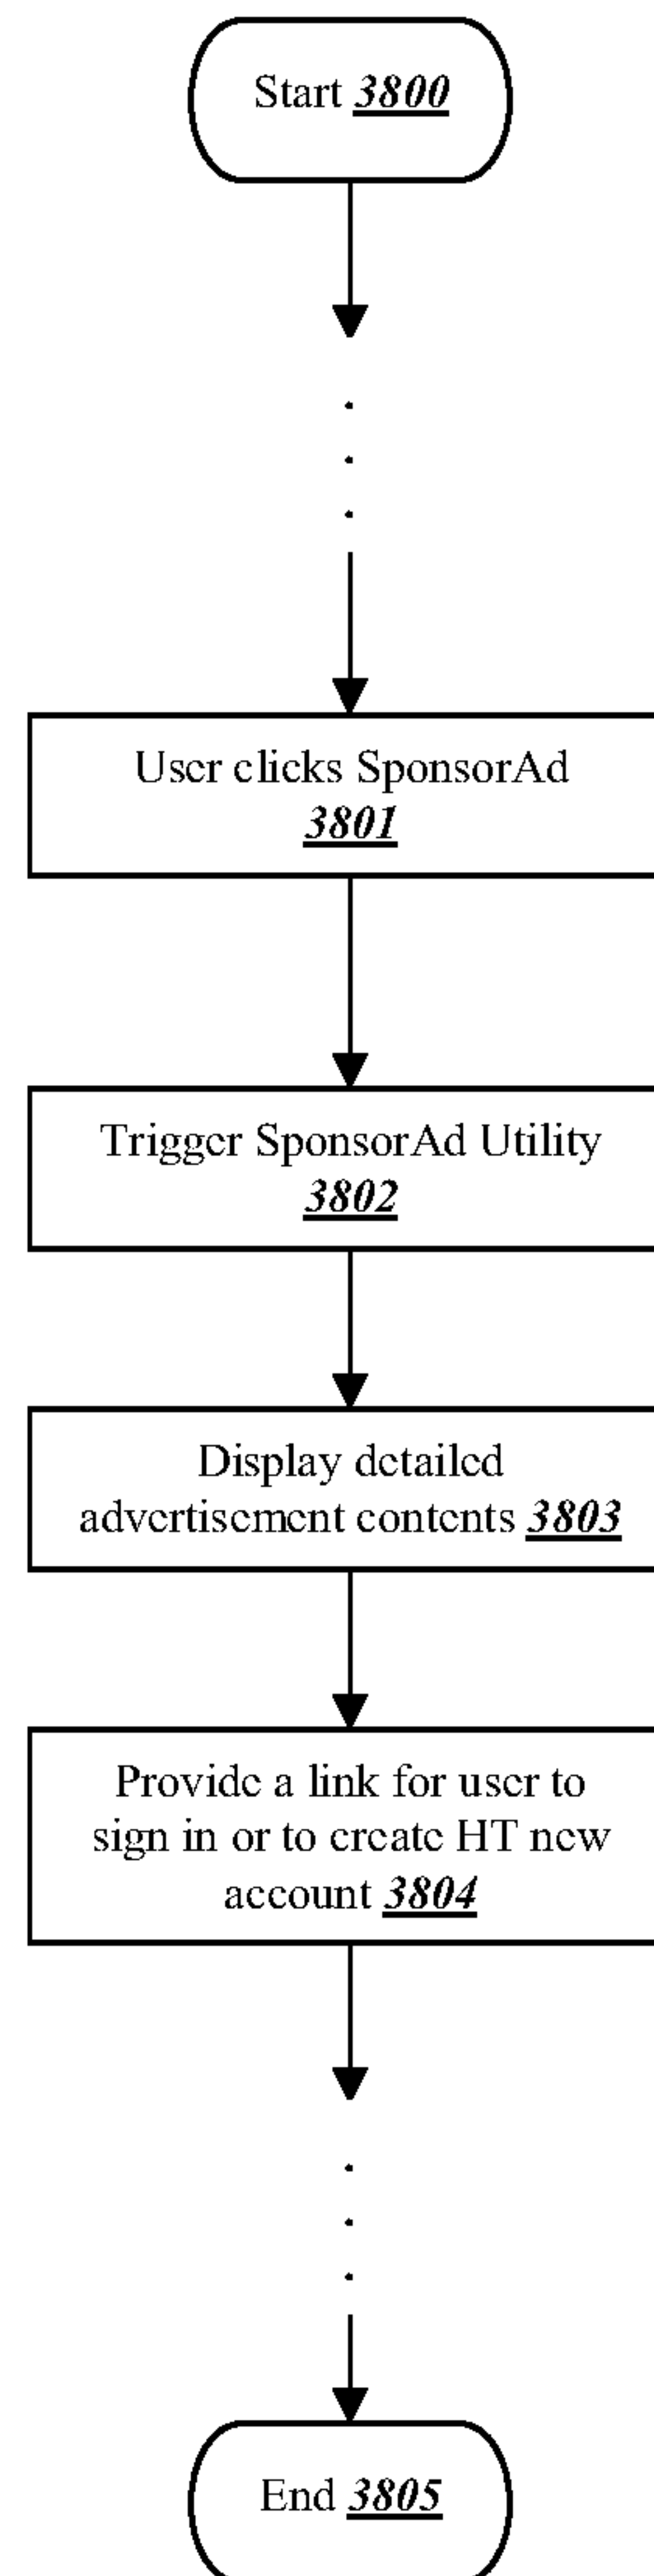 Start 3800
User clicks SponsorAd
3801
Trigger SponsorAd Utility
3802
Display detailed
advertisement contents 3803
Provide a link for user to
sign in or to create HT new
account 3804
End 3805